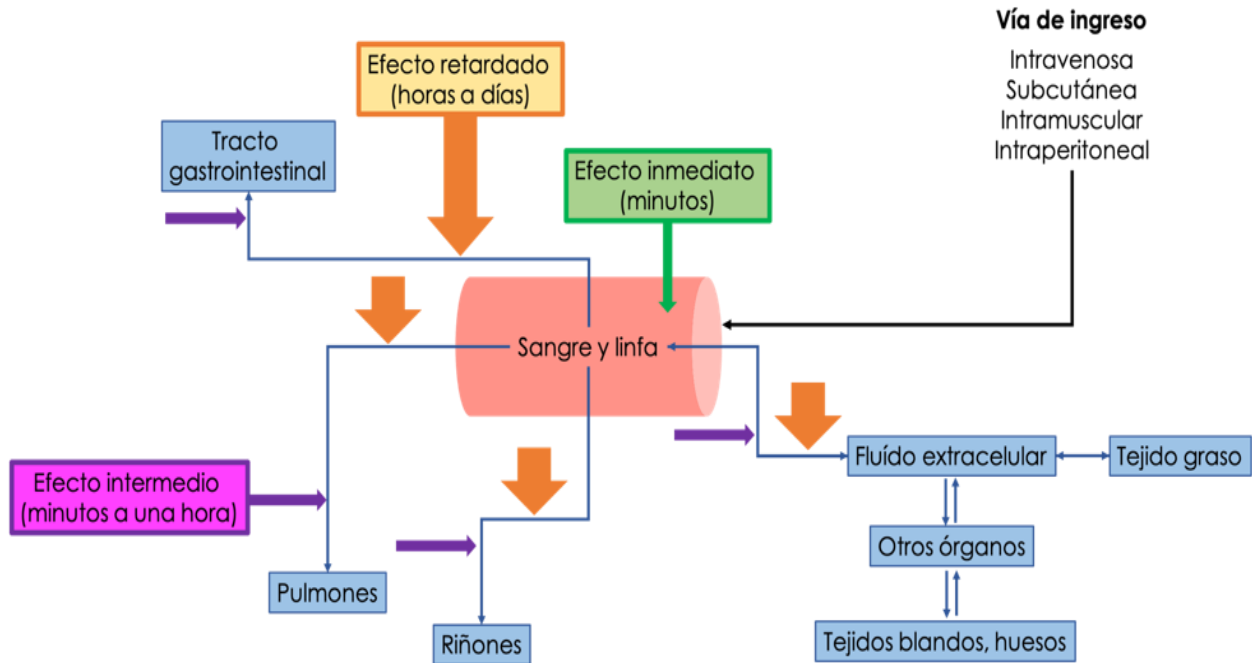 Vía de ingreso
Intravenosa
Subcutánea
Intramuscular
Intraperitoneal
Efecto retardado
(horas a días)
Tracto
gastrointestinal
Efecto inmediato
(minutos)
Sangre y linfa
Fluído extracelular
Tejido graso
Efecto intermedio
(minutos a una hora)
Otros órganos
Pulmones
Riñones
Tejidos blandos, huesos